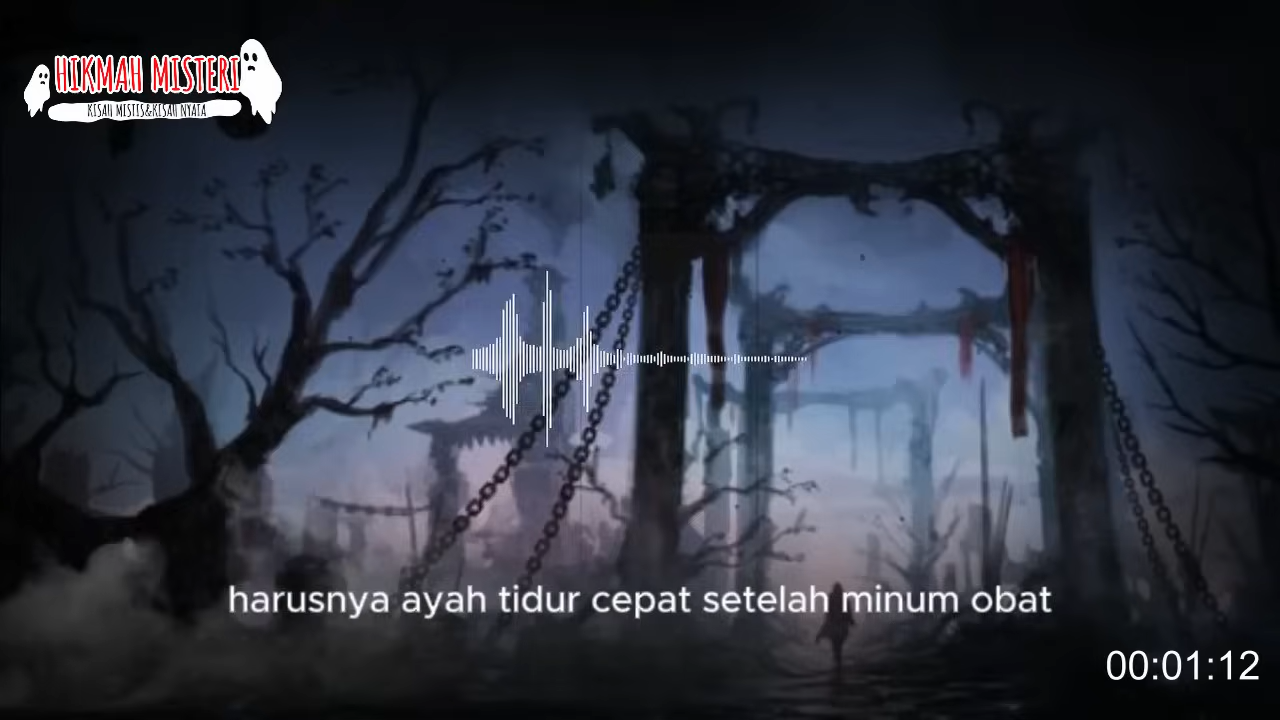 HIKMAH MISTERI
KISAH MISTIS&KISAH NYATA
harusnya ayah tidur cepat setelah minum obat
00:01:12